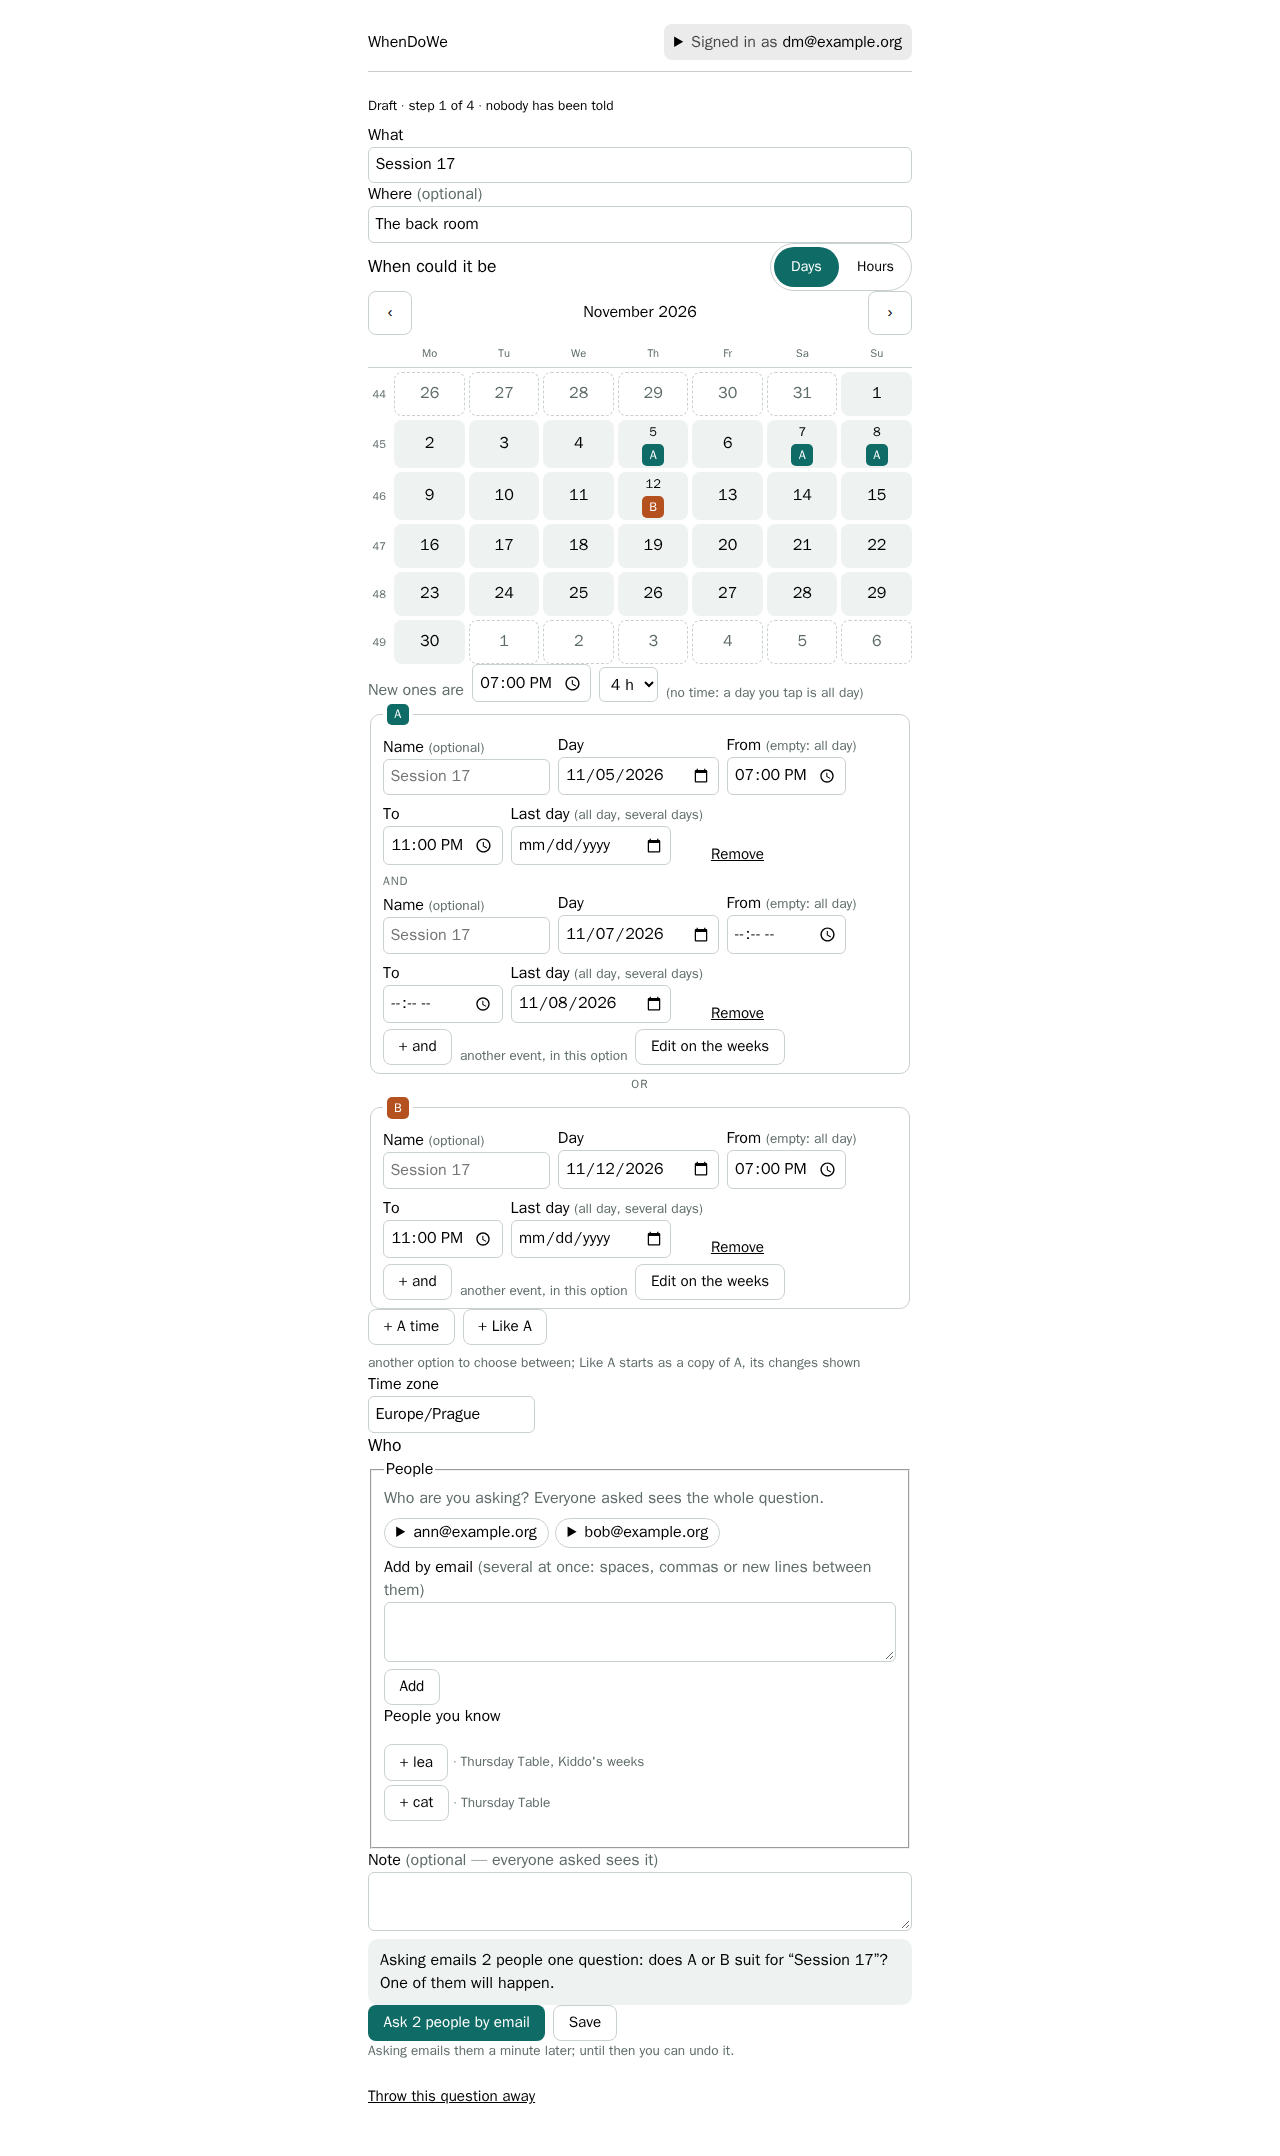 WhenDoWe
▶ Signed in as dm@example.org
Draft · step 1 of 4 · nobody has been told
What
Session 17
Where (optional)
The back room
When could it be
Days Hours
‹ November 2026 ›
Mo Tu We Th Fr Sa Su
44 26 27 28 29 30 31 1
45 2 3 4 5 A 6 7 A 8 A
46 9 10 11 12 B 13 14 15
47 16 17 18 19 20 21 22
48 23 24 25 26 27 28 29
49 30 1 2 3 4 5 6
New ones are 07:00 PM 4 h (no time: a day you tap is all day)
A
Name (optional) Day From (empty: all day)
Session 17 11/05/2026 07:00 PM
To Last day (all day, several days)
11:00 PM mm/dd/yyyy Remove
AND
Name (optional) Day From (empty: all day)
Session 17 11/07/2026 --:-- --
To Last day (all day, several days)
--:-- -- 11/08/2026 Remove
+ and another event, in this option Edit on the weeks
OR
B
Name (optional) Day From (empty: all day)
Session 17 11/12/2026 07:00 PM
To Last day (all day, several days)
11:00 PM mm/dd/yyyy Remove
+ and another event, in this option Edit on the weeks
+ A time + Like A
another option to choose between; Like A starts as a copy of A, its changes shown
Time zone
Europe/Prague
Who
People
Who are you asking? Everyone asked sees the whole question.
▶ ann@example.org ▶ bob@example.org
Add by email (several at once: spaces, commas or new lines between
them)
Add
People you know
+ lea · Thursday Table, Kiddo's weeks
+ cat · Thursday Table
Note (optional — everyone asked sees it)
Asking emails 2 people one question: does A or B suit for “Session 17”?
One of them will happen.
Ask 2 people by email Save
Asking emails them a minute later; until then you can undo it.
Throw this question away